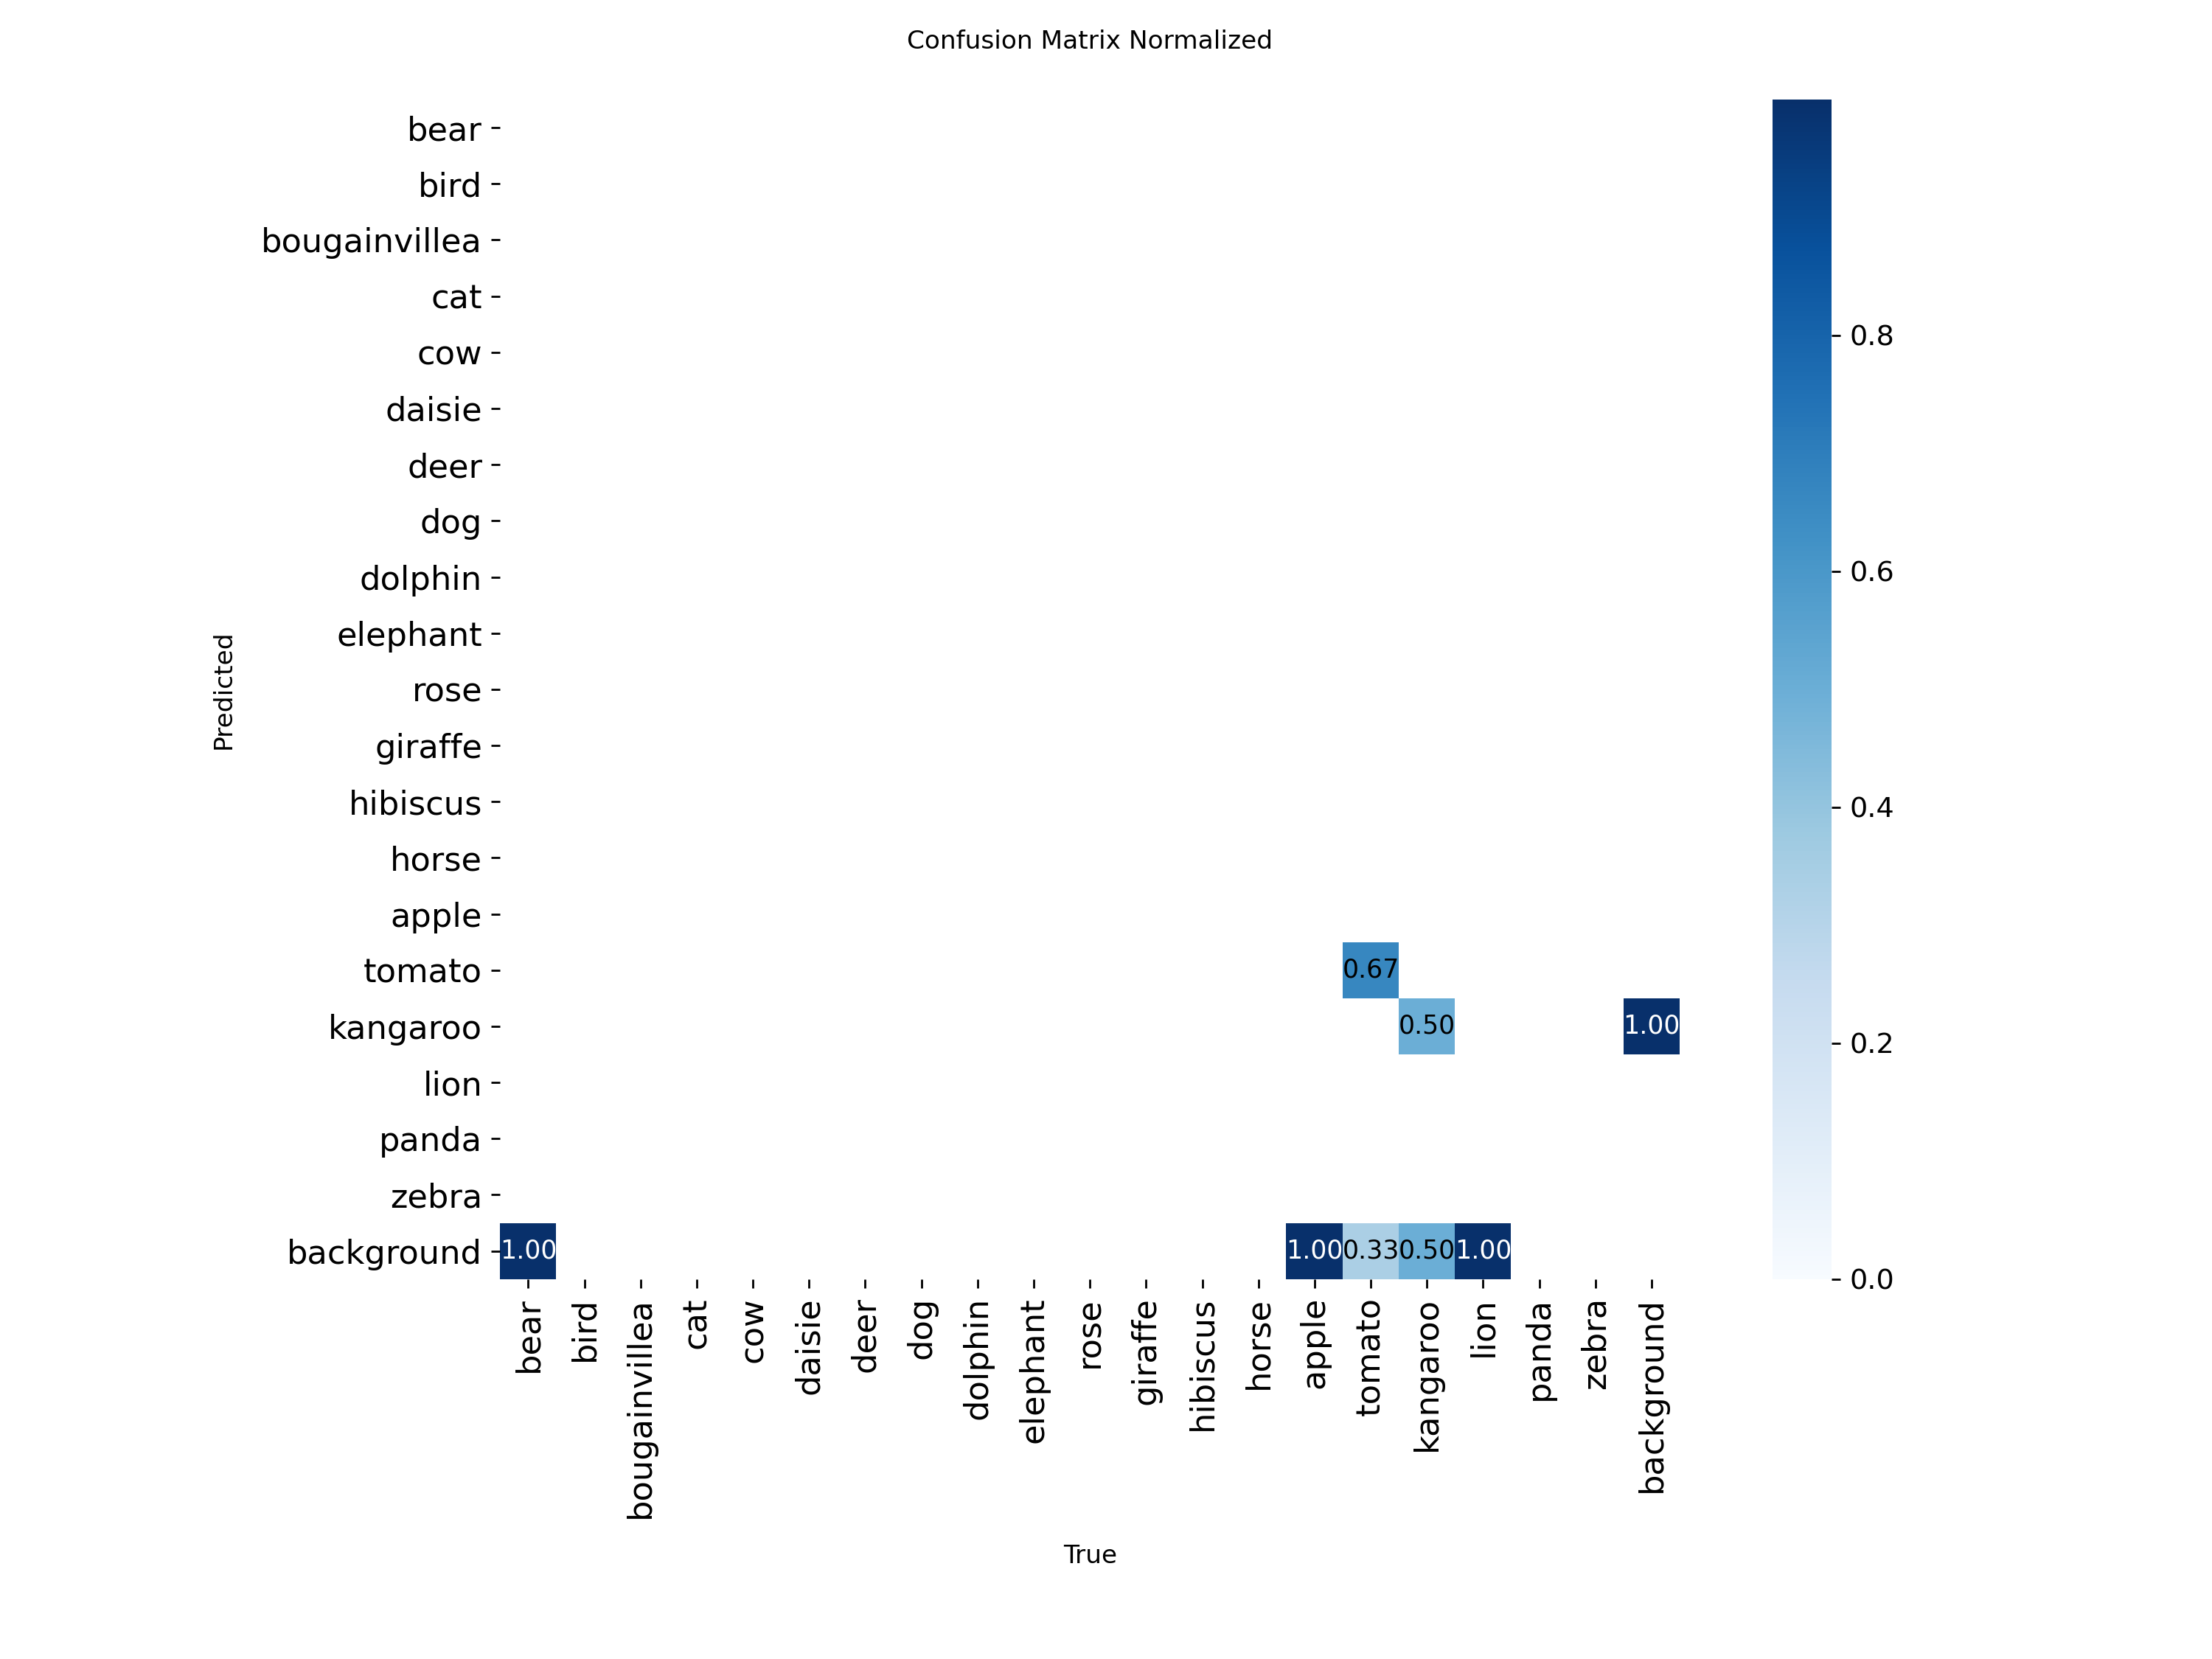 Confusion Matrix Normalized
bear
bird
bougainvillea
cat
cow
daisie
deer
dog
dolphin
elephant
rose
giraffe
hibiscus
horse
apple
tomato
kangaroo
lion
panda
zebra
background
Predicted
0.67
0.50 1.00
1.00 1.00 0.33 0.50 1.00
bear bird bougainvillea cat cow daisie deer dog dolphin elephant rose giraffe hibiscus horse apple tomato kangaroo lion panda zebra background
True
0.8
0.6
0.4
0.2
0.0